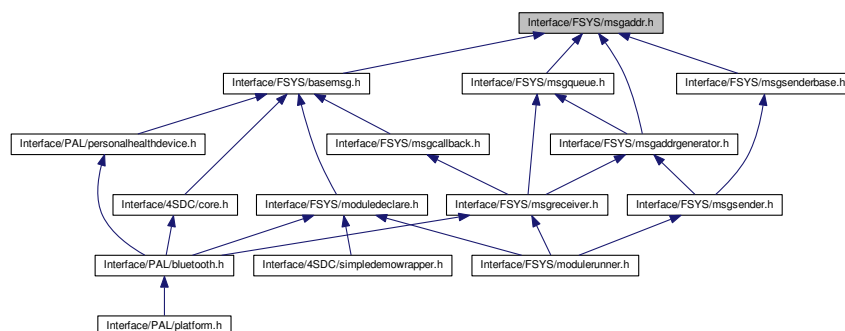 Interface/FSYS/msgaddr.h
Interface/FSYS/basemsg.h
Interface/FSYS/msgqueue.h
Interface/FSYS/msgsenderbase.h
Interface/PAL/personalhealthdevice.h
Interface/FSYS/msgcallback.h
Interface/FSYS/msgaddrgenerator.h
Interface/4SDC/core.h
Interface/FSYS/moduledeclare.h
Interface/FSYS/msgreceiver.h
Interface/FSYS/msgsender.h
Interface/PAL/bluetooth.h
Interface/4SDC/simpledemowrapper.h
Interface/FSYS/modulerunner.h
Interface/PAL/platform.h